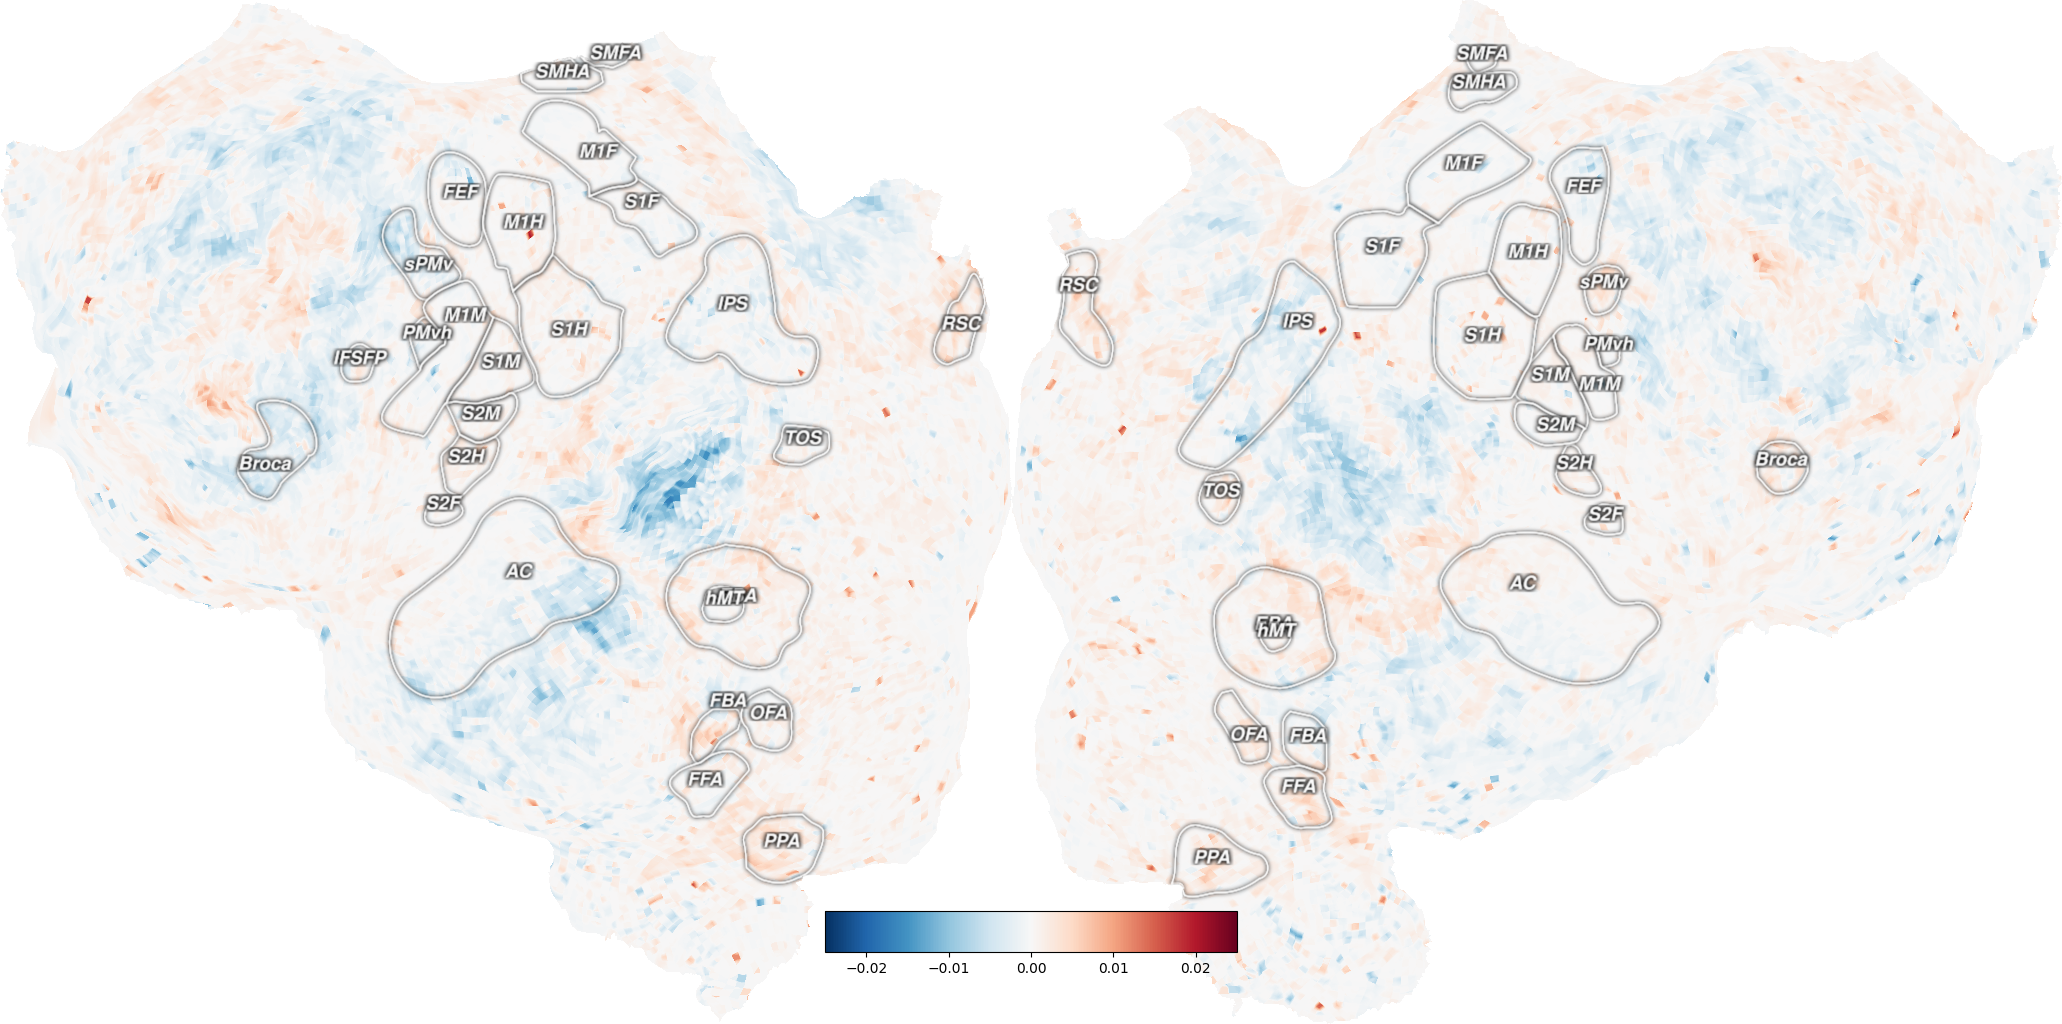 SMFA
SMHA
M1F
FEF
M1H
S1F
sPMv
M1M
PMvh
IFSFP
S1H
S1M
IPS
RSC
S2M
Broca
S2H
TOS
S2F
AC
hMT
FBA
OFA
FFA
PPA
SMFA
SMHA
M1F
FEF
S1F
M1H
RSC
sPMv
IPS
S1H
PMvh
S1M
M1M
S2M
Broca
S2H
TOS
S2F
AC
hMT
OFA
FBA
FFA
PPA
−0.02 −0.01 0.00 0.01 0.02